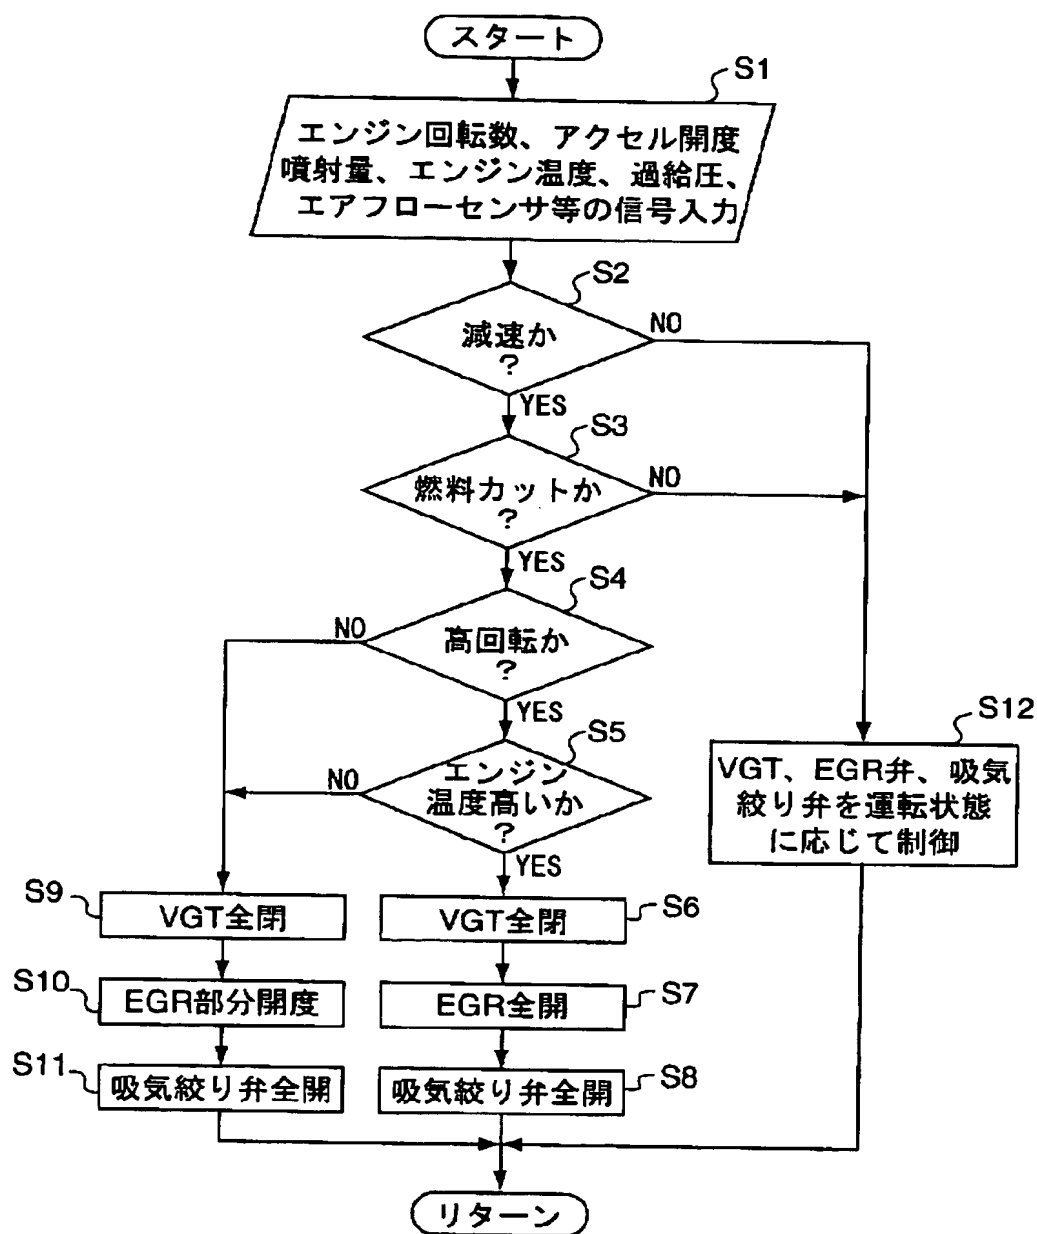 スタート
S1
エンジン回転数、アクセル開度
噴射量、エンジン温度、過給圧、
エアフローセンサ等の信号入力
S2
減速か
?
NO
YES
S3
燃料カットか
?
NO
YES
S4
高回転か
?
NO
YES
S5
エンジン
温度高いか
?
NO
YES
S12
VGT、EGR弁、吸気
絞り弁を運転状態
に応じて制御
S9
VGT全閉
S6
VGT全閉
S10
EGR部分開度
S7
EGR全開
S11
吸気絞り弁全開
S8
吸気絞り弁全開
リターン